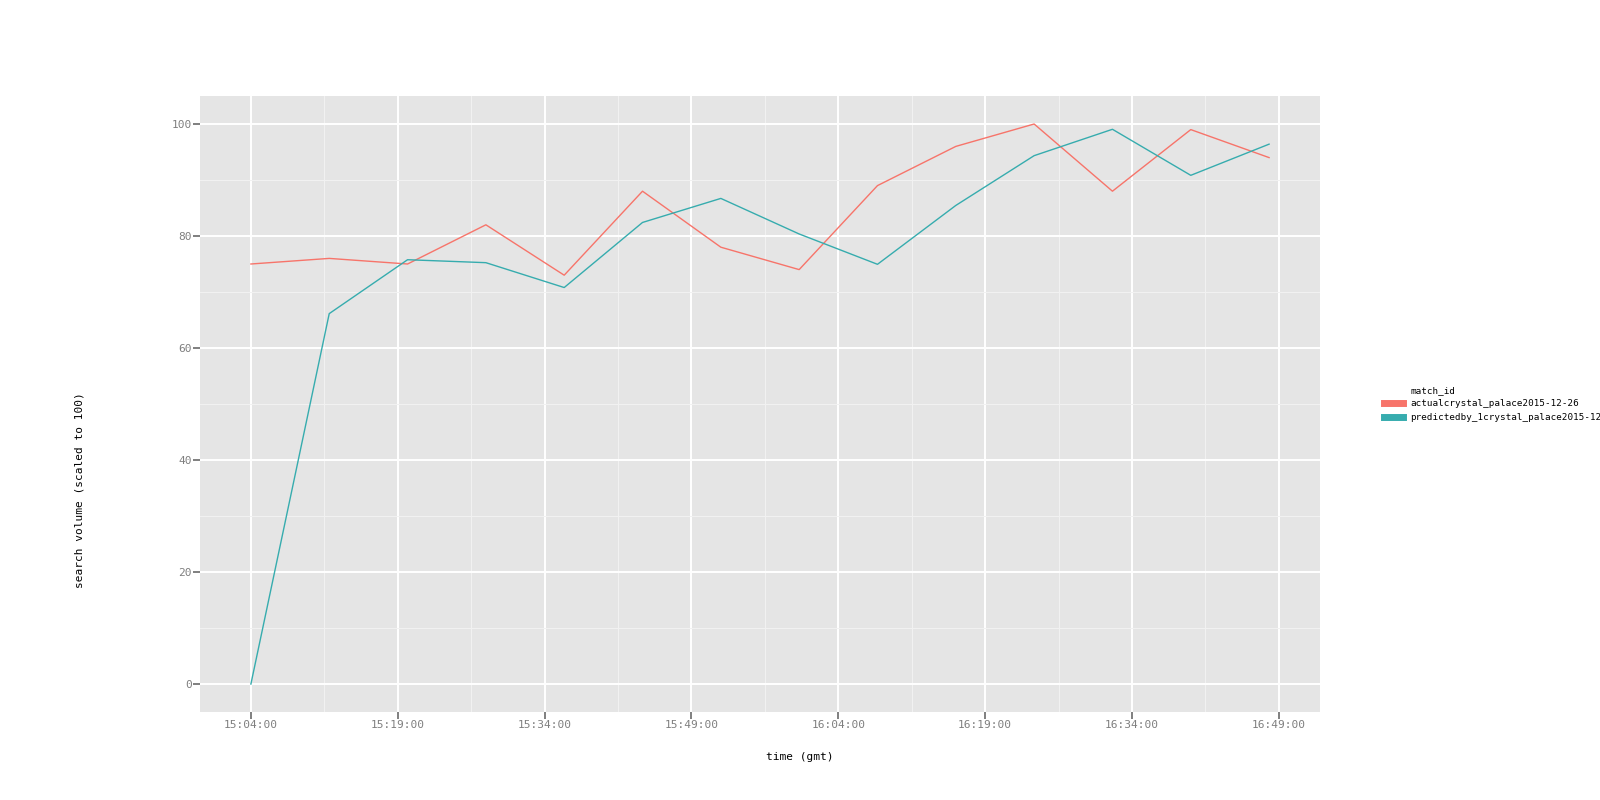 100
80
60
40
20
0
search volume (scaled to 100)
15:04:00 15:19:00 15:34:00 15:49:00 16:04:00 16:19:00 16:34:00 16:49:00
time (gmt)
match_id
actualcrystal_palace2015-12-26
predictedby_1crystal_palace2015-12